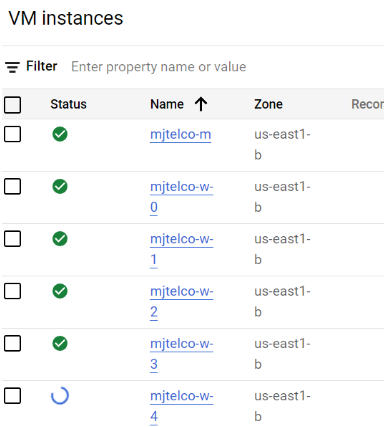 VM instances
Filter Enter property name or value
Status Name Zone Recor
mjtelco-m us-east1-
b
mjtelco-w- us-east1-
0 b
mjtelco-w- us-east1-
1 b
mjtelco-w- us-east1-
2 b
mjtelco-w- us-east1-
3 b
mjtelco-w- us-east1-
4 b